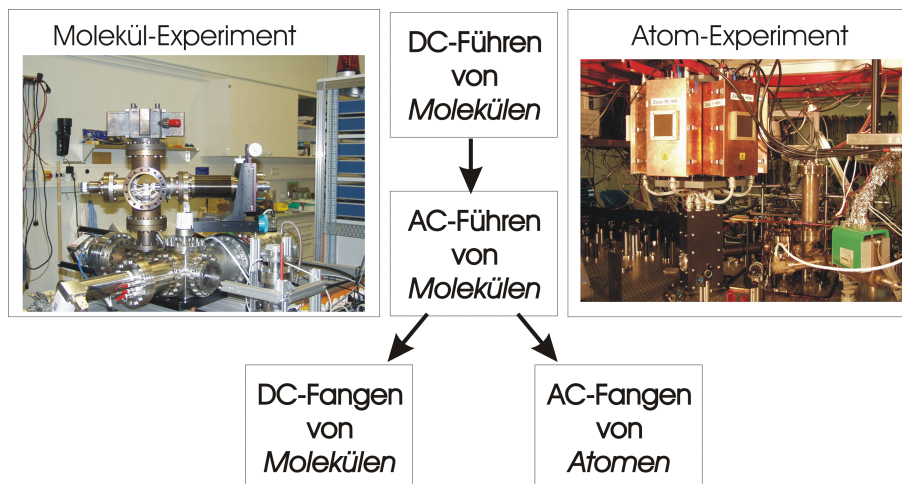 Molekül-Experiment
DC-Führen
von
Molekülen
Atom-Experiment
AC-Führen
von
Molekülen
DC-Fangen
von
Molekülen
AC-Fangen
von
Atomen